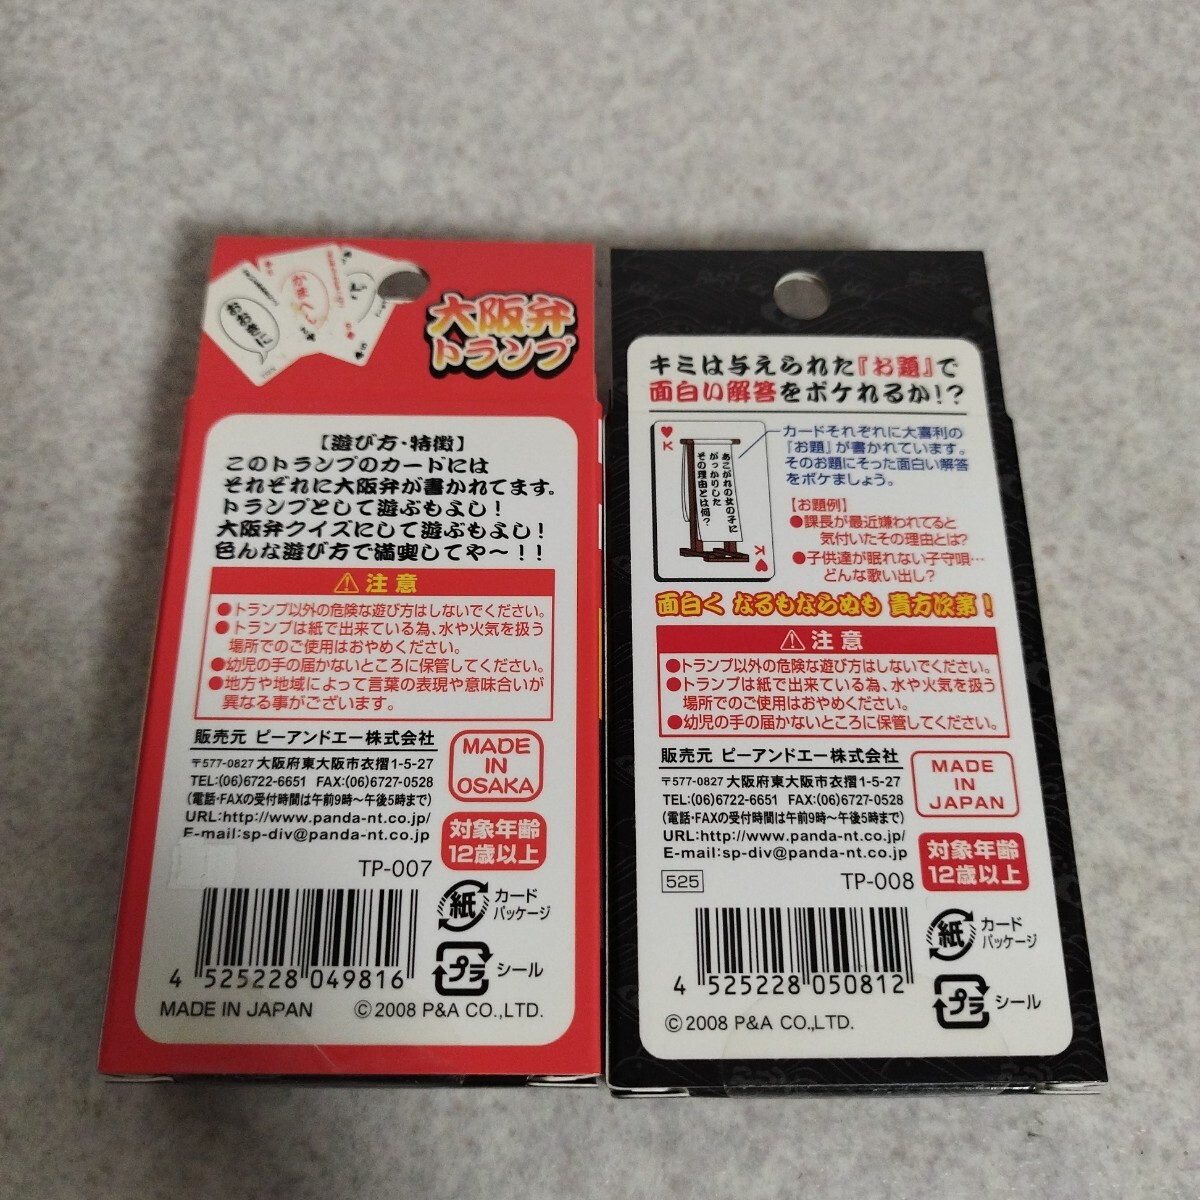 おおきに
かまへん
大阪弁
トランプ
【遊び方・特徴】
このトランプのカードには
それぞれに大阪弁が書かれてます。
トランプとして遊ぶもよし!
大阪弁クイズにして遊ぶもよし!
色んな遊び方で満喫してや〜!!
⚠注意
●トランプ以外の危険な遊び方はしないでください。
●トランプは紙で出来ている為、水や火気を扱う
場所でのご使用はおやめください。
●幼児の手の届かないところに保管してください。
●地方や地域によって言葉の表現や意味合いが
異なる事がございます。
販売元 ピーアンドエー株式会社
〒577-0827 大阪府東大阪市衣摺1-5-27
TEL:(06)6722-6651 FAX:(06)6727-0528
(電話・FAXの受付時間は午前9時〜午後5時まで)
URL:http://www.panda-nt.co.jp/
E-mail:sp-div@panda-nt.co.jp
MADE
IN
OSAKA
対象年齢
12歳以上
TP-007
紙
カード
パッケージ
プラ
シール
4 525228 049816
MADE IN JAPAN ©2008 P&A CO.,LTD.
キミは与えられた『お題』で
面白い解答をボケれるか!?
K
あこがれの女の子に
がっかりした
その理由とは何?
K
カードそれぞれに大喜利の
『お題』が書かれています。
そのお題にそった面白い解答
をボケましょう。
【お題例】
●課長が最近嫌われてると
気付いたその理由とは?
●子供達が眠れない子守唄…
どんな歌い出し?
面白く なるもならぬも 貴方次第!
⚠注意
●トランプ以外の危険な遊び方はしないでください。
●トランプは紙で出来ている為、水や火気を扱う
場所でのご使用はおやめください。
●幼児の手の届かないところに保管してください。
販売元 ピーアンドエー株式会社
〒577-0827 大阪府東大阪市衣摺1-5-27
TEL:(06)6722-6651 FAX:(06)6727-0528
(電話・FAXの受付時間は午前9時〜午後5時まで)
URL:http://www.panda-nt.co.jp/
E-mail:sp-div@panda-nt.co.jp
MADE
IN
JAPAN
対象年齢
12歳以上
525
TP-008
紙
カード
パッケージ
プラ
シール
4 525228 050812
©2008 P&A CO.,LTD.